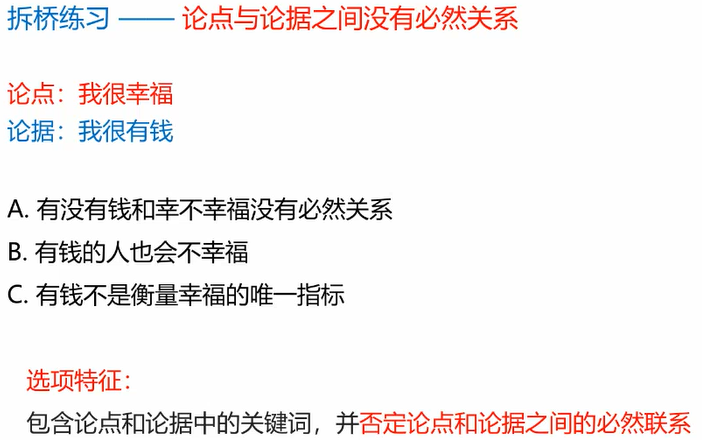 拆桥练习 —— 论点与论据之间没有必然关系
论点：我很幸福
论据：我很有钱
A. 有没有钱和幸不幸福没有必然关系
B. 有钱的人也会不幸福
C. 有钱不是衡量幸福的唯一指标
选项特征：
包含论点和论据中的关键词，并否定论点和论据之间的必然联系